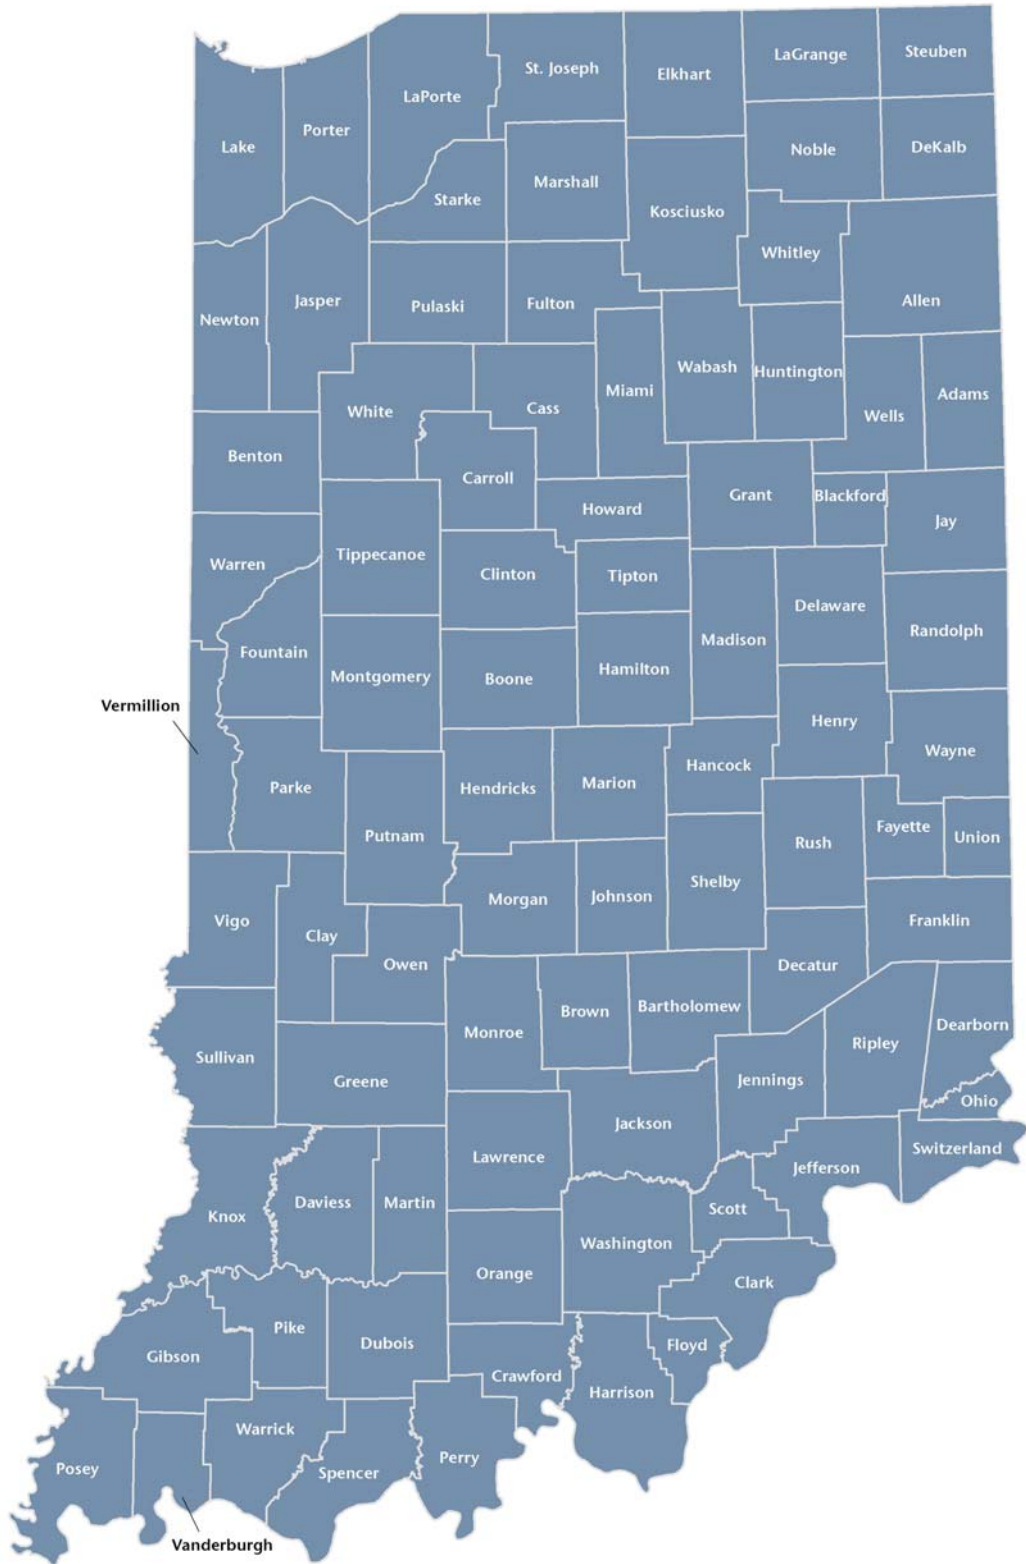 St. Joseph
Elkhart
LaGrange
Steuben
LaPorte
Porter
Lake
Noble
DeKalb
Marshall
Starke
Kosciusko
Whitley
Allen
Newton
Jasper
Pulaski
Fulton
Miami
Wabash
Huntington
Wells
Adams
White
Cass
Benton
Carroll
Grant
Blackford
Howard
Jay
Warren
Tippecanoe
Clinton
Tipton
Delaware
Randolph
Fountain
Montgomery
Boone
Hamilton
Madison
Vermillion
Henry
Wayne
Parke
Hendricks
Marion
Hancock
Putnam
Rush
Fayette
Union
Vigo
Clay
Morgan
Johnson
Shelby
Franklin
Owen
Decatur
Sullivan
Monroe
Brown
Bartholomew
Ripley
Dearborn
Greene
Jennings
Ohio
Jackson
Lawrence
Jefferson
Switzerland
Knox
Daviess
Martin
Scott
Washington
Orange
Clark
Gibson
Pike
Dubois
Floyd
Crawford
Harrison
Warrick
Posey
Spencer
Perry
Vanderburgh